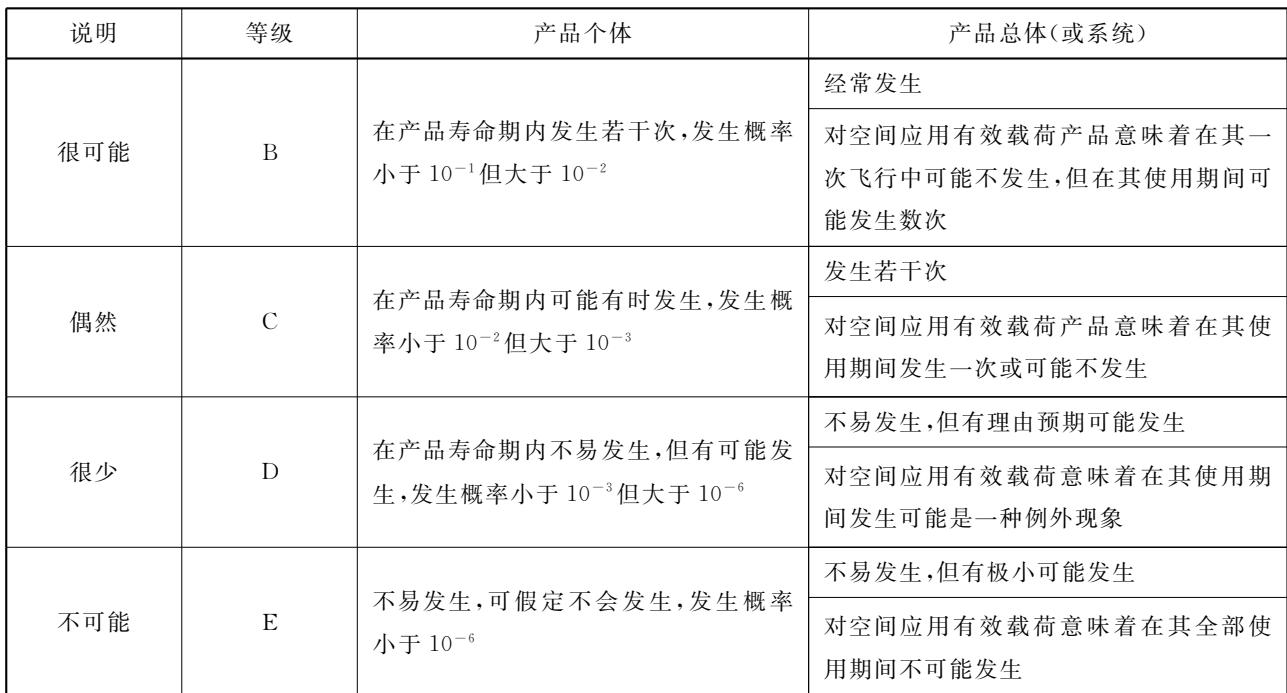 说明 等级 产品个体 产品总体(或系统)
很可能 B
在产品寿命期内发生若干次,发生概率
小于 10⁻¹但大于 10⁻²
经常发生
对空间应用有效载荷产品意味着在其一
次飞行中可能不发生,但在其使用期间可
能发生数次
偶然 C
在产品寿命期内可能有时发生,发生概
率小于 10⁻²但大于 10⁻³
发生若干次
对空间应用有效载荷产品意味着在其使
用期间发生一次或可能不发生
很少 D
在产品寿命期内不易发生,但有可能发
生,发生概率小于 10⁻³但大于 10⁻⁶
不易发生,但有理由预期可能发生
对空间应用有效载荷意味着在其使用期
间发生可能是一种例外现象
不可能 E
不易发生,可假定不会发生,发生概率
小于 10⁻⁶
不易发生,但有极小可能发生
对空间应用有效载荷意味着在其全部使
用期间不可能发生